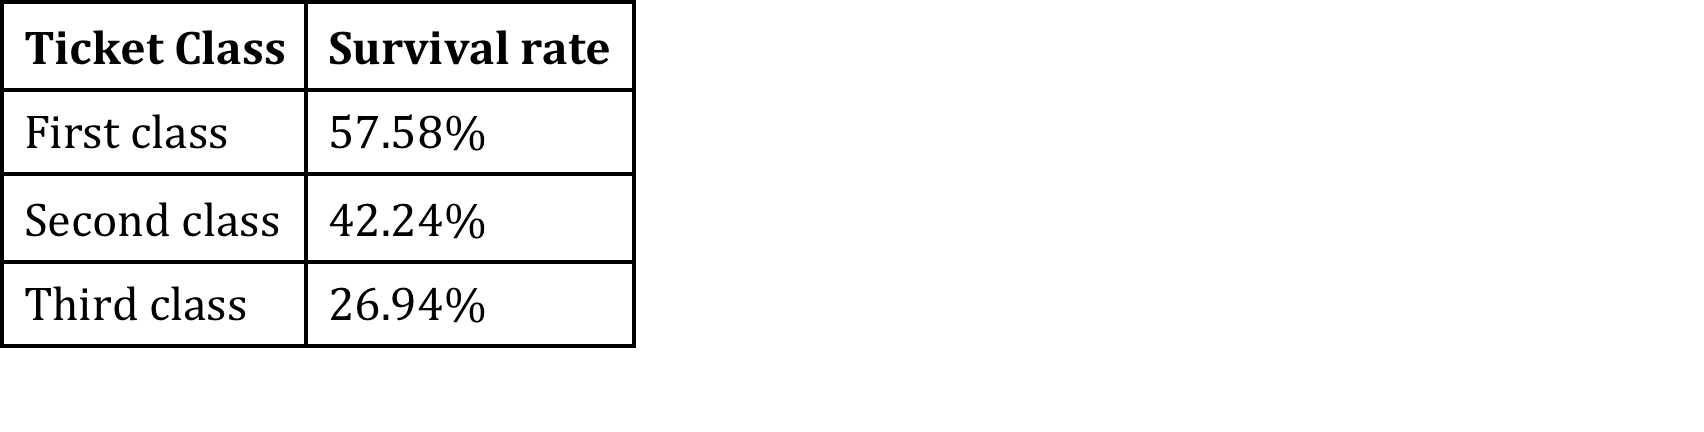 Ticket Class Survival rate
First class 57.58%
Second class 42.24%
Third class 26.94%